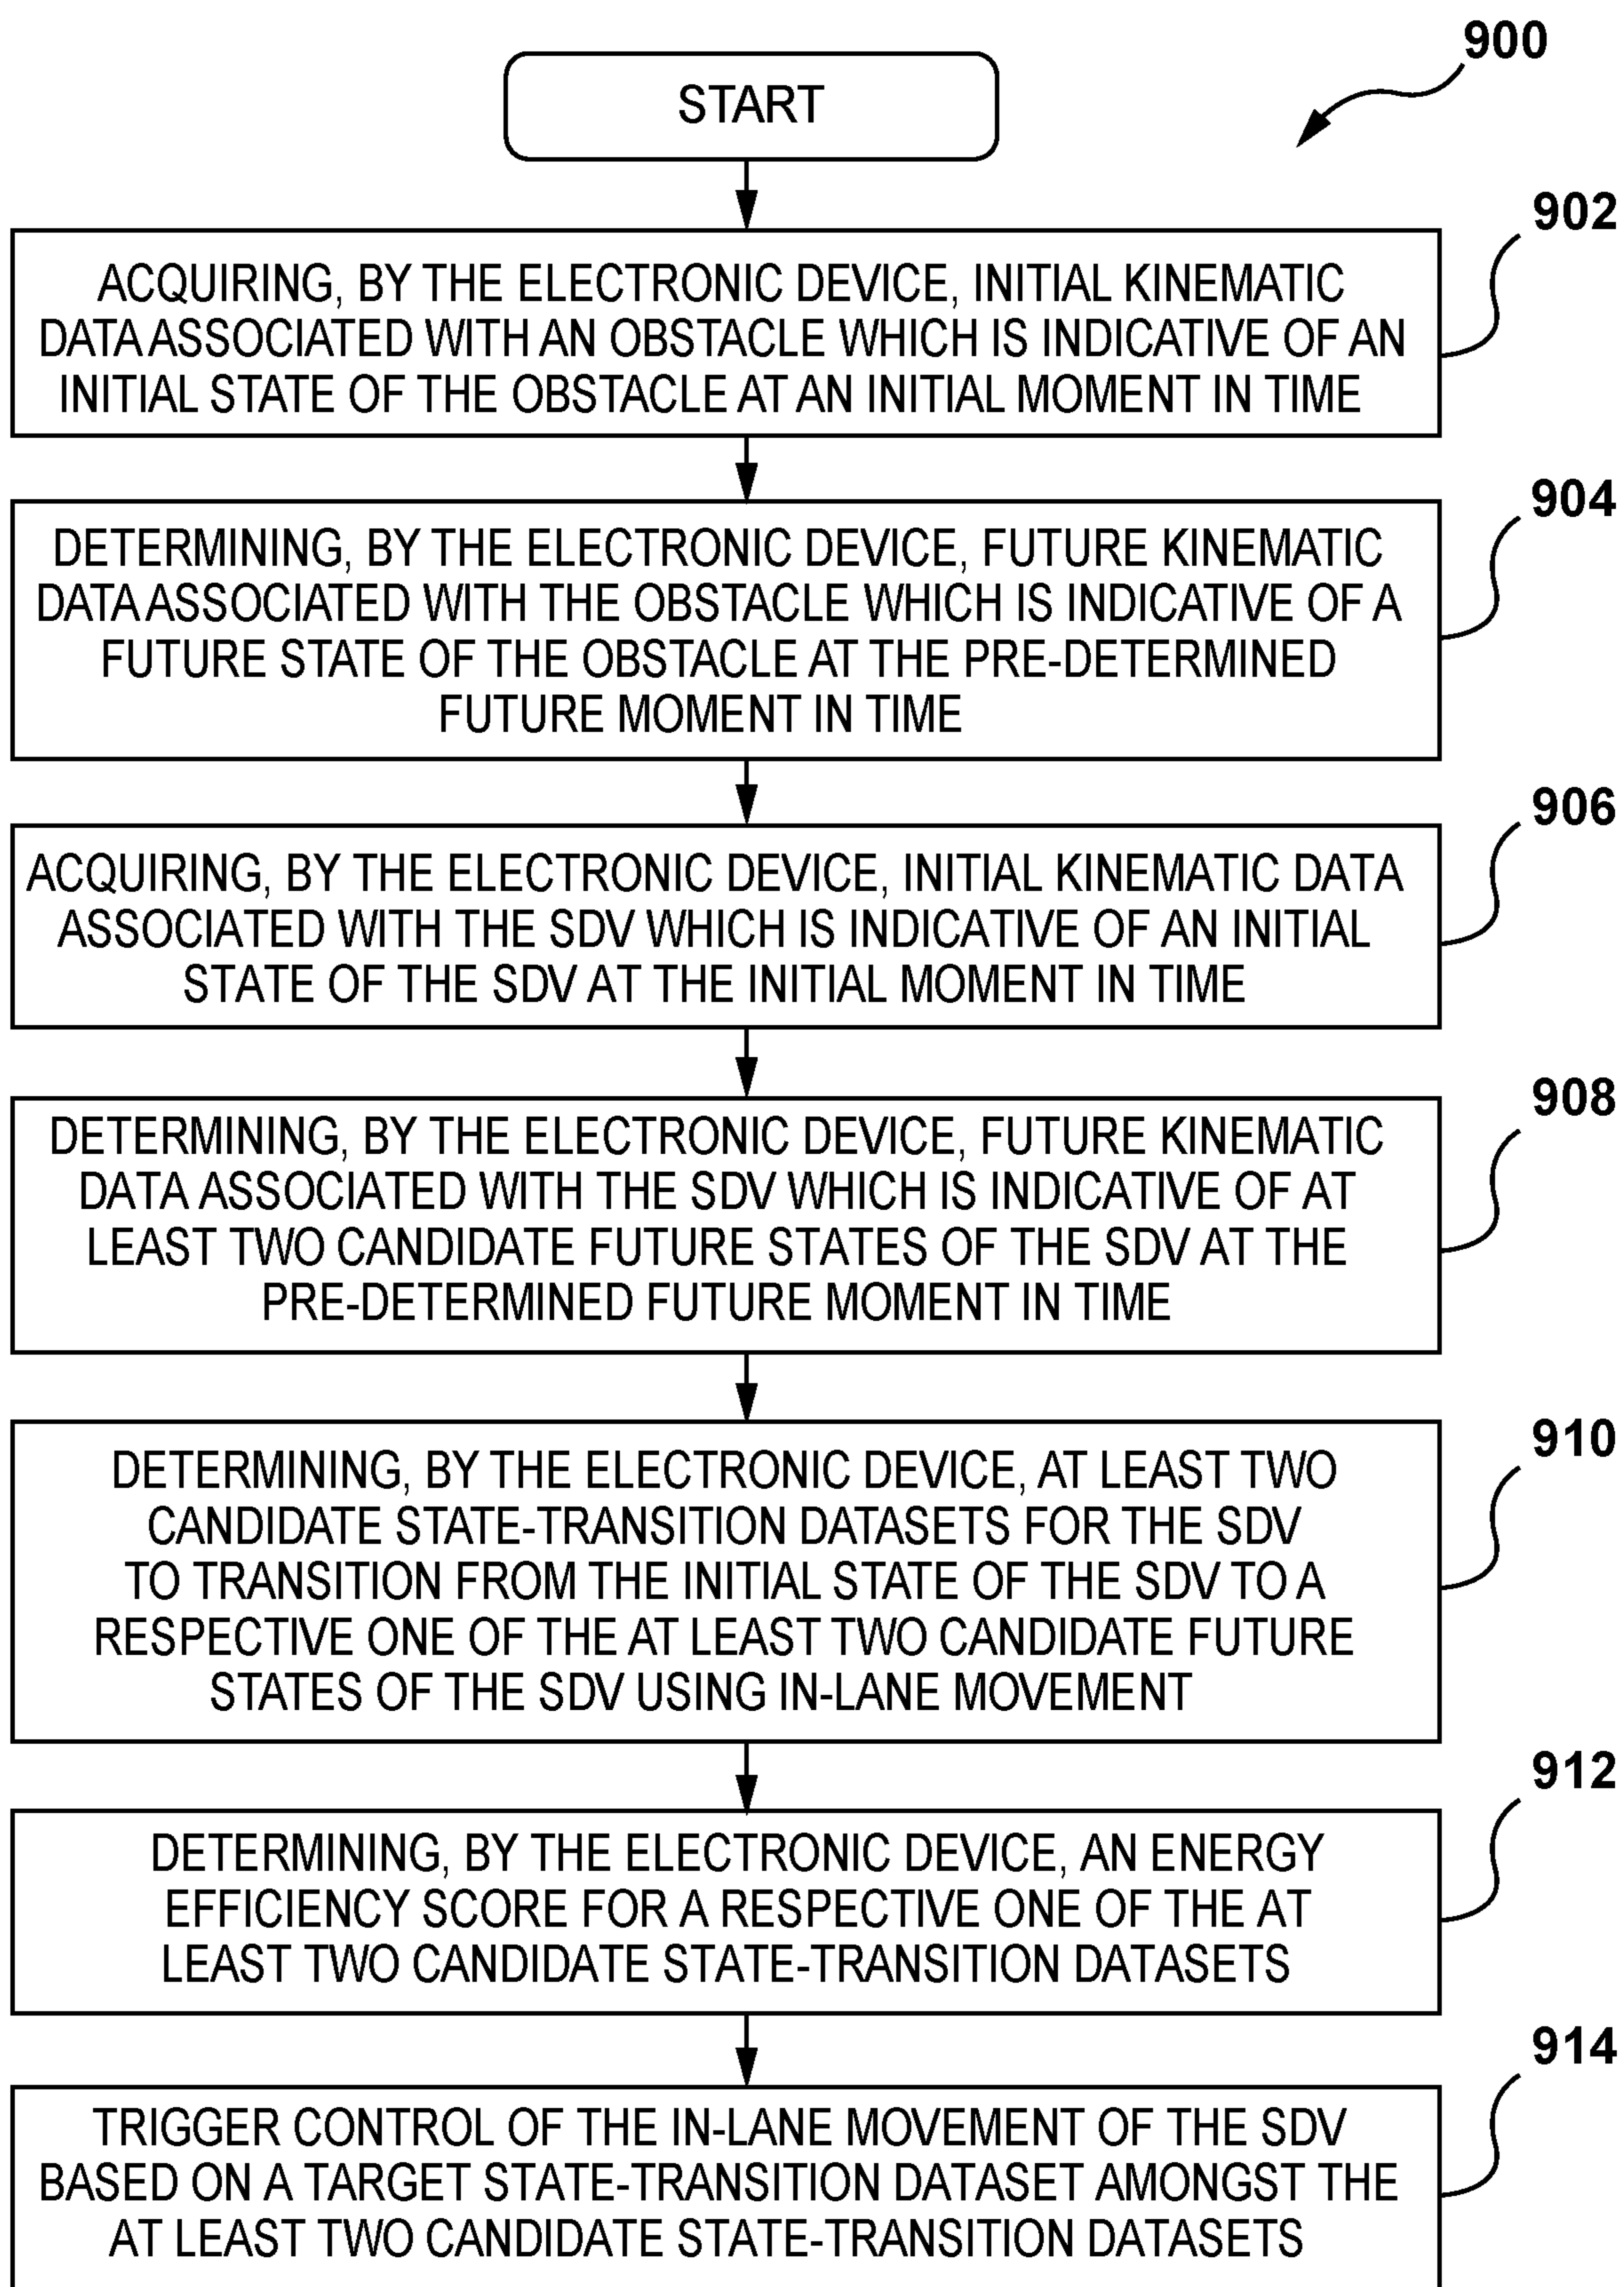 900
START
902
ACQUIRING, BY THE ELECTRONIC DEVICE, INITIAL KINEMATIC
DATA ASSOCIATED WITH AN OBSTACLE WHICH IS INDICATIVE OF AN
INITIAL STATE OF THE OBSTACLE AT AN INITIAL MOMENT IN TIME
904
DETERMINING, BY THE ELECTRONIC DEVICE, FUTURE KINEMATIC
DATA ASSOCIATED WITH THE OBSTACLE WHICH IS INDICATIVE OF A
FUTURE STATE OF THE OBSTACLE AT THE PRE-DETERMINED
FUTURE MOMENT IN TIME
906
ACQUIRING, BY THE ELECTRONIC DEVICE, INITIAL KINEMATIC DATA
ASSOCIATED WITH THE SDV WHICH IS INDICATIVE OF AN INITIAL
STATE OF THE SDV AT THE INITIAL MOMENT IN TIME
908
DETERMINING, BY THE ELECTRONIC DEVICE, FUTURE KINEMATIC
DATA ASSOCIATED WITH THE SDV WHICH IS INDICATIVE OF AT
LEAST TWO CANDIDATE FUTURE STATES OF THE SDV AT THE
PRE-DETERMINED FUTURE MOMENT IN TIME
910
DETERMINING, BY THE ELECTRONIC DEVICE, AT LEAST TWO
CANDIDATE STATE-TRANSITION DATASETS FOR THE SDV
TO TRANSITION FROM THE INITIAL STATE OF THE SDV TO A
RESPECTIVE ONE OF THE AT LEAST TWO CANDIDATE FUTURE
STATES OF THE SDV USING IN-LANE MOVEMENT
912
DETERMINING, BY THE ELECTRONIC DEVICE, AN ENERGY
EFFICIENCY SCORE FOR A RESPECTIVE ONE OF THE AT
LEAST TWO CANDIDATE STATE-TRANSITION DATASETS
914
TRIGGER CONTROL OF THE IN-LANE MOVEMENT OF THE SDV
BASED ON A TARGET STATE-TRANSITION DATASET AMONGST THE
AT LEAST TWO CANDIDATE STATE-TRANSITION DATASETS